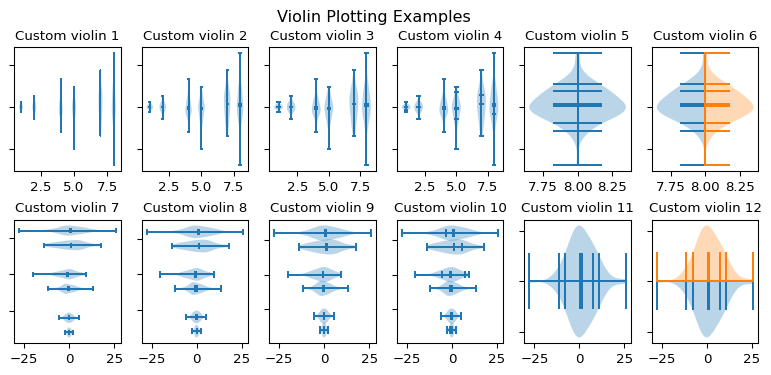 Violin Plotting Examples
Custom violin 1 Custom violin 2 Custom violin 3 Custom violin 4 Custom violin 5 Custom violin 6
2.5 5.0 7.5 2.5 5.0 7.5 2.5 5.0 7.5 2.5 5.0 7.5 7.75 8.00 8.25 7.75 8.00 8.25
Custom violin 7 Custom violin 8 Custom violin 9 Custom violin 10 Custom violin 11 Custom violin 12
−25 0 25 −25 0 25 −25 0 25 −25 0 25 −25 0 25 −25 0 25